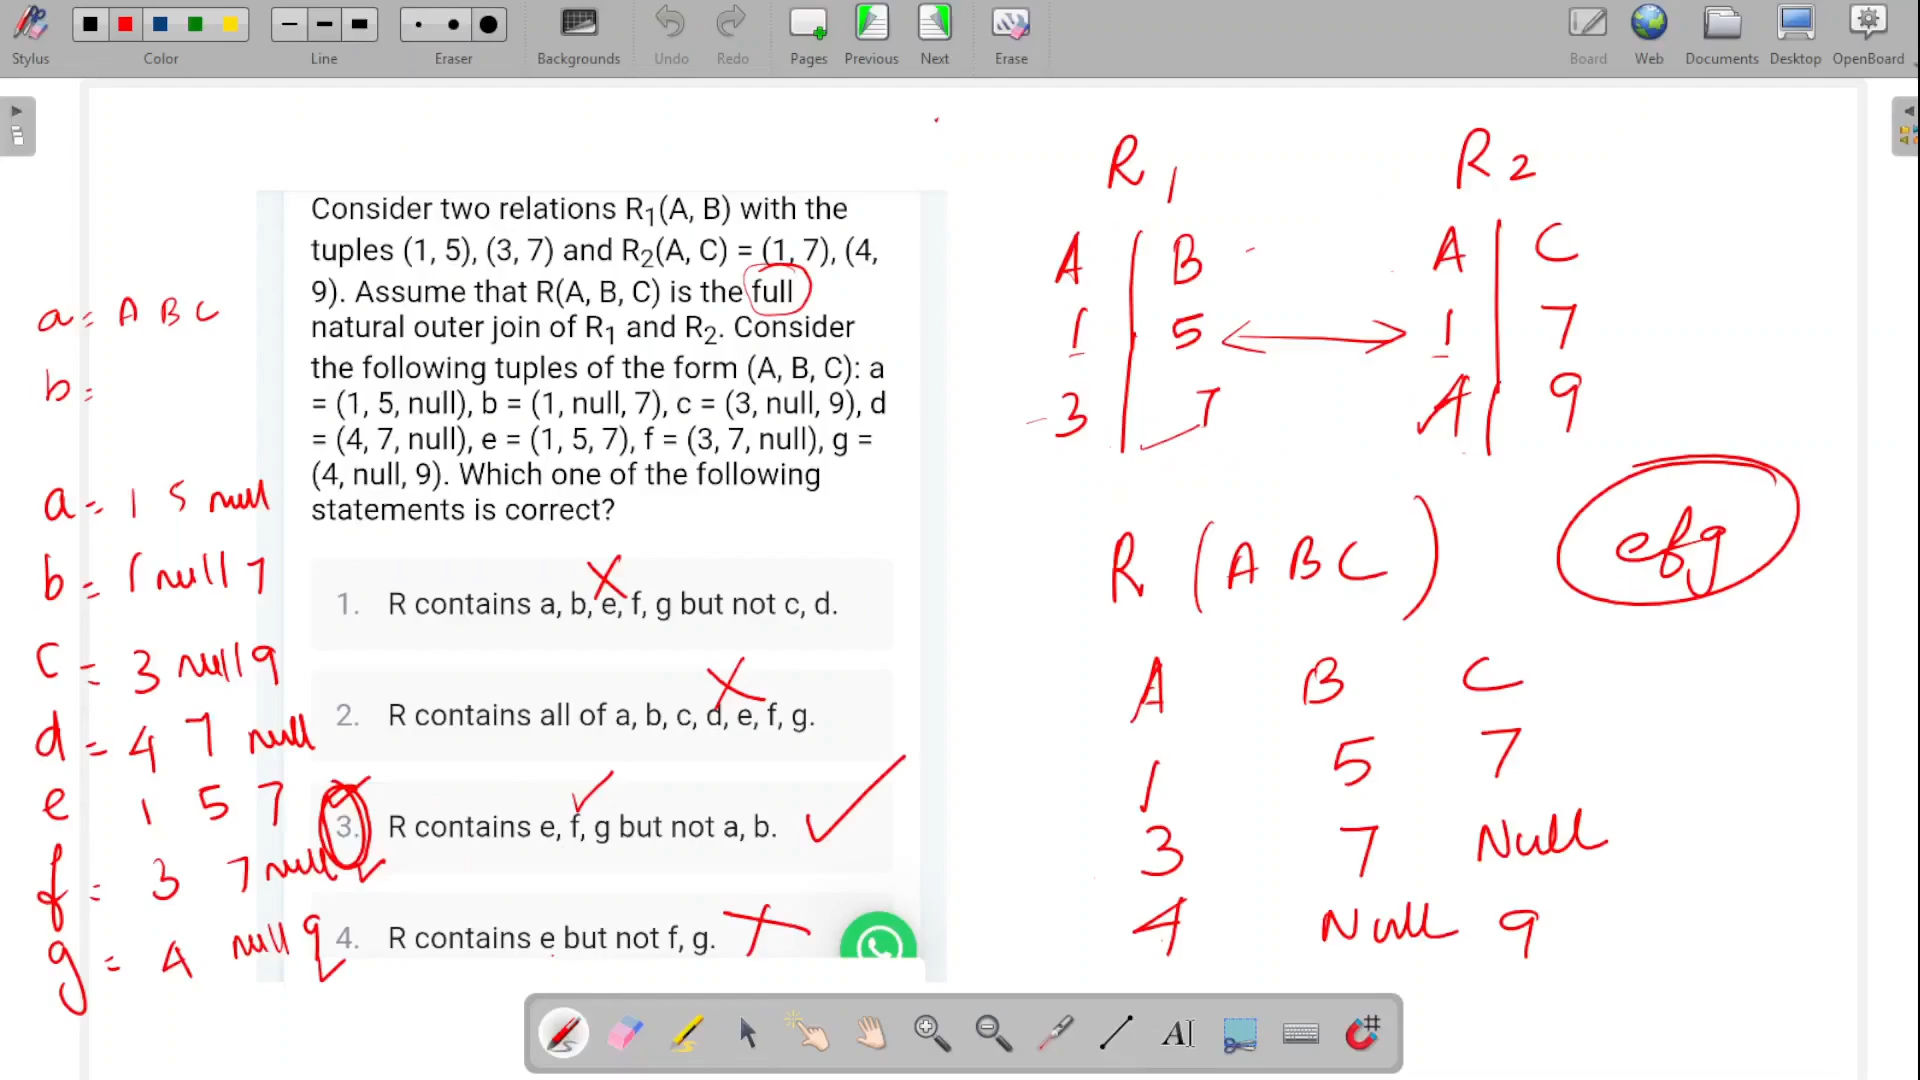 Stylus
Color
Line
Eraser
Backgrounds
Undo
Redo
Pages
Previous
Next
Erase
Board
Web
Documents
Desktop
OpenBoard
Consider two relations R₁(A, B) with the
tuples (1, 5), (3, 7) and R₂(A, C) = (1, 7), (4,
9). Assume that R(A, B, C) is the full
natural outer join of R₁ and R₂. Consider
the following tuples of the form (A, B, C): a
= (1, 5, null), b = (1, null, 7), c = (3, null, 9), d
= (4, 7, null), e = (1, 5, 7), f = (3, 7, null), g =
(4, null, 9). Which one of the following
statements is correct?
1. R contains a, b, e, f, g but not c, d.
2. R contains all of a, b, c, d, e, f, g.
3. R contains e, f, g but not a, b.
4. R contains e but not f, g.
a = A B C
b =
a = 1 5 null
b = 1 null 7
c = 3 null 9
d = 4 7 null
e 1 5 7
f = 3 7 null
g = 4 null 9
R1 R2
A B A C
1 5 1 7
3 7 4 9
R (A B C)
efg
A B C
1 5 7
3 7 Null
4 Null 9